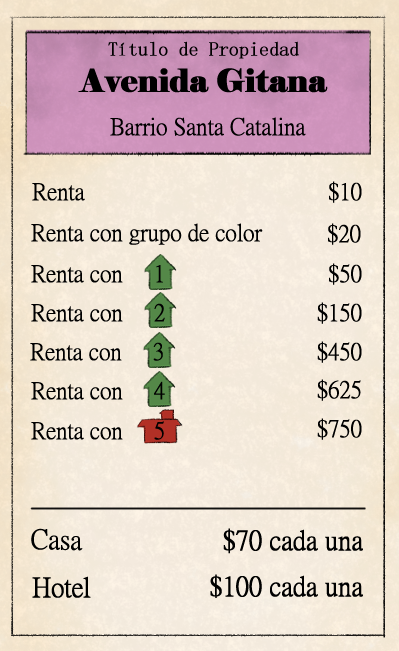 Título de Propiedad
Avenida Gitana
Barrio Santa Catalina
Renta $10
Renta con grupo de color $20
Renta con 1 $50
Renta con 2 $150
Renta con 3 $450
Renta con 4 $625
Renta con 5 $750
Casa $70 cada una
Hotel $100 cada una